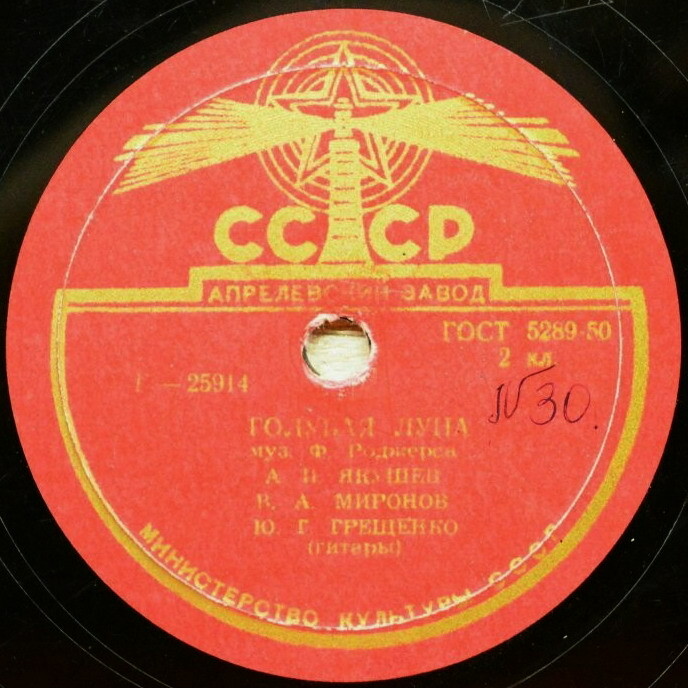 СССР
АПРЕЛЕВСКИЙ ЗАВОД
ГОСТ 5289-50
2 кл
—25914
№30.
ГОЛУБАЯ ЛУНА
муз. Ф. Роджерса
А. И. ЯКУШЕВ
В. А. МИРОНОВ
Ю. Г. ГРЕЩЕНКО
(гитары)
МИНИСТЕРСТВО КУЛЬТУРЫ СССР